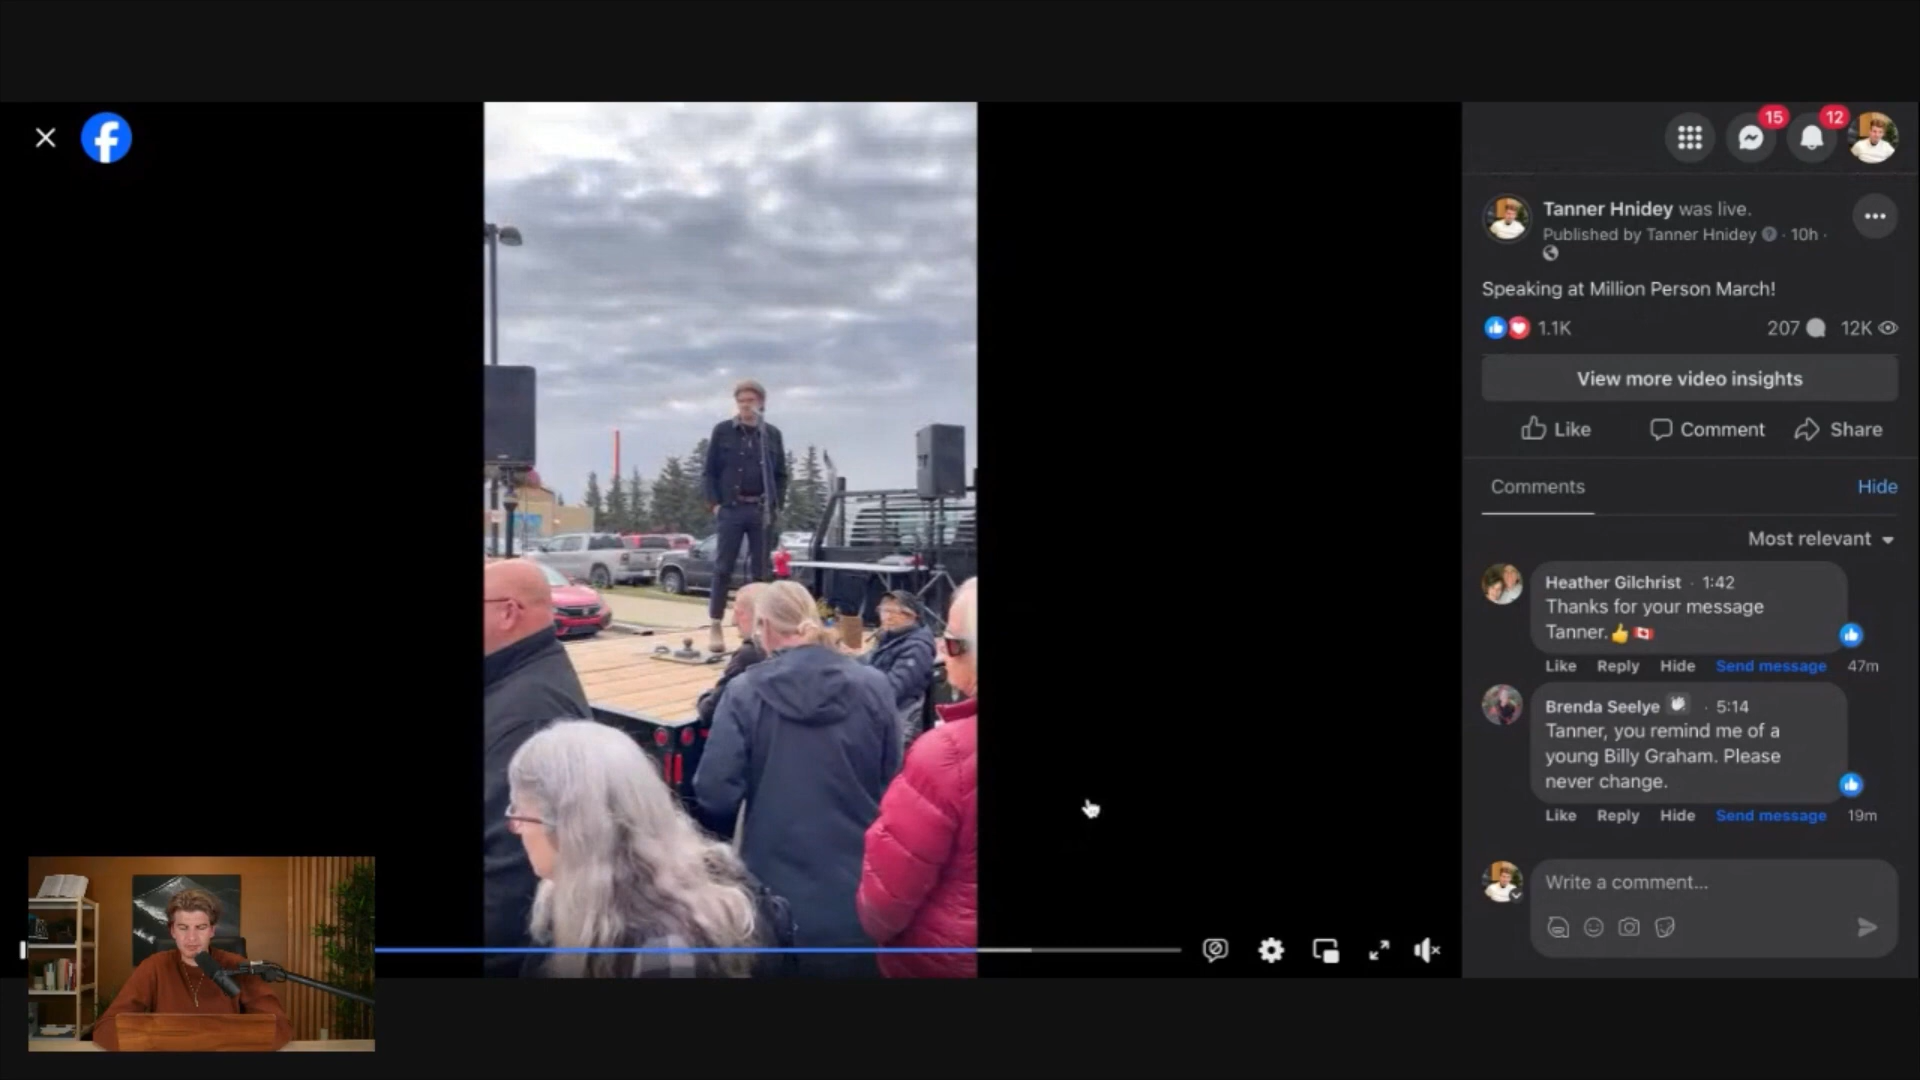 15
12
Tanner Hnidey was live.
Published by Tanner Hnidey · 10h ·
Speaking at Million Person March!
1.1K
207
12K
View more video insights
Like
Comment
Share
Comments
Hide
Most relevant
Heather Gilchrist · 1:42
Thanks for your message
Tanner.👍🇨🇦
Like Reply Hide Send message 47m
Brenda Seelye · 5:14
Tanner, you remind me of a
young Billy Graham. Please
never change.
Like Reply Hide Send message 19m
Write a comment...